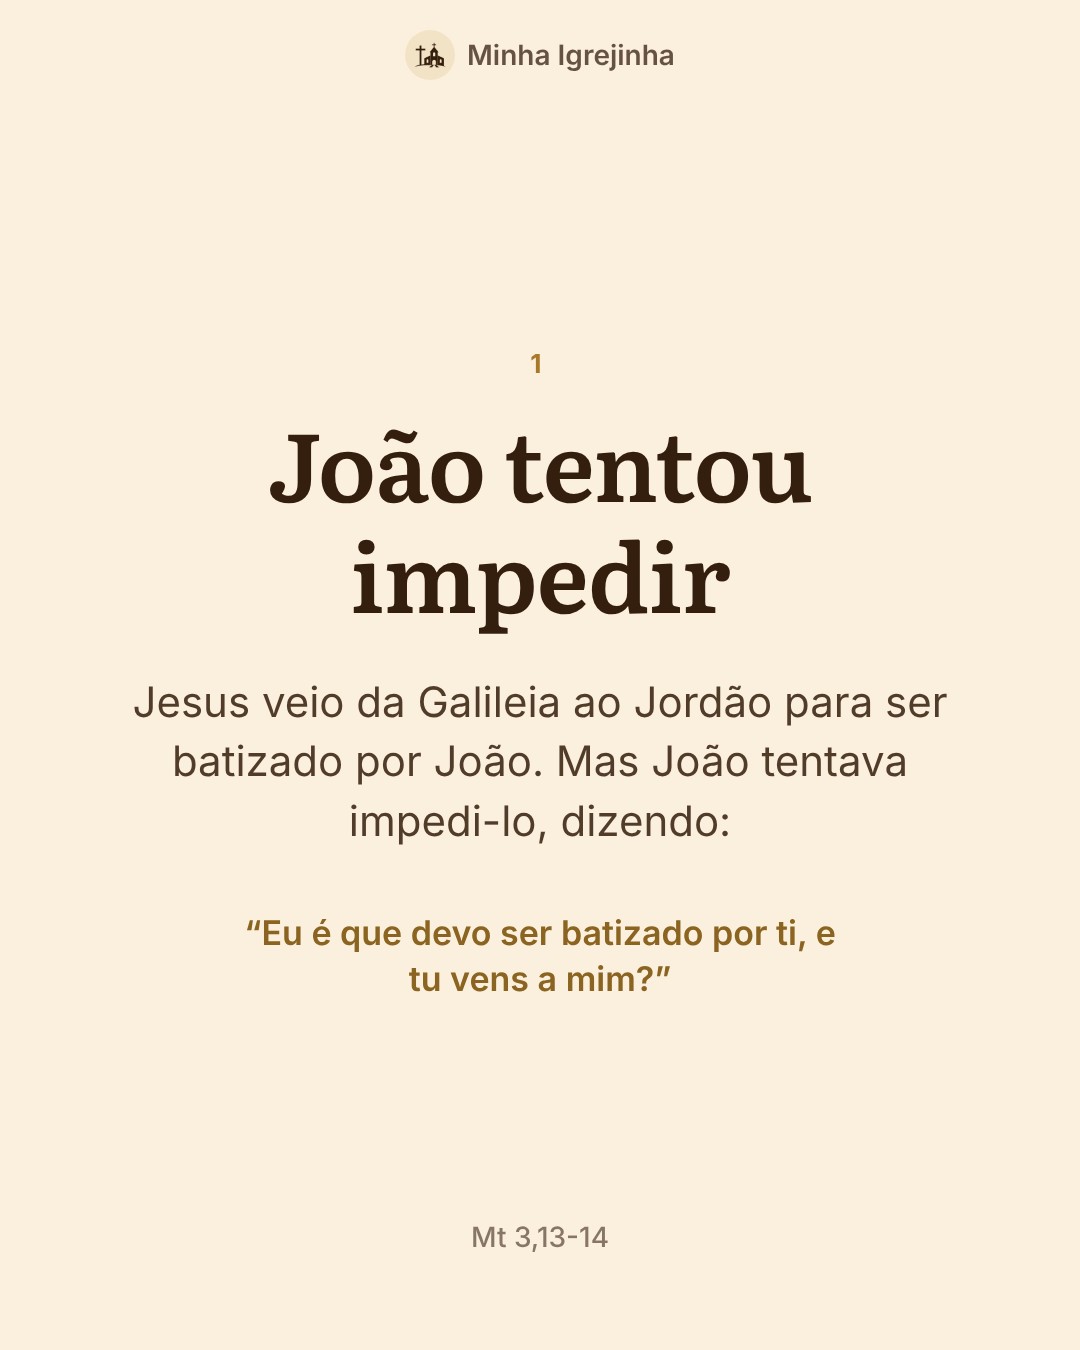 Minha Igrejinha
1
João tentou
impedir
Jesus veio da Galileia ao Jordão para ser
batizado por João. Mas João tentava
impedi-lo, dizendo:
“Eu é que devo ser batizado por ti, e
tu vens a mim?”
Mt 3,13-14